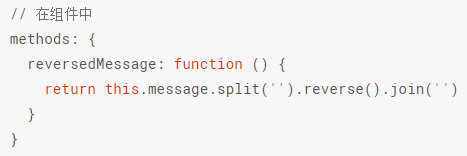 // 在组件中
methods: {
  reversedMessage: function () {
    return this.message.split('').reverse().join('')
  }
}